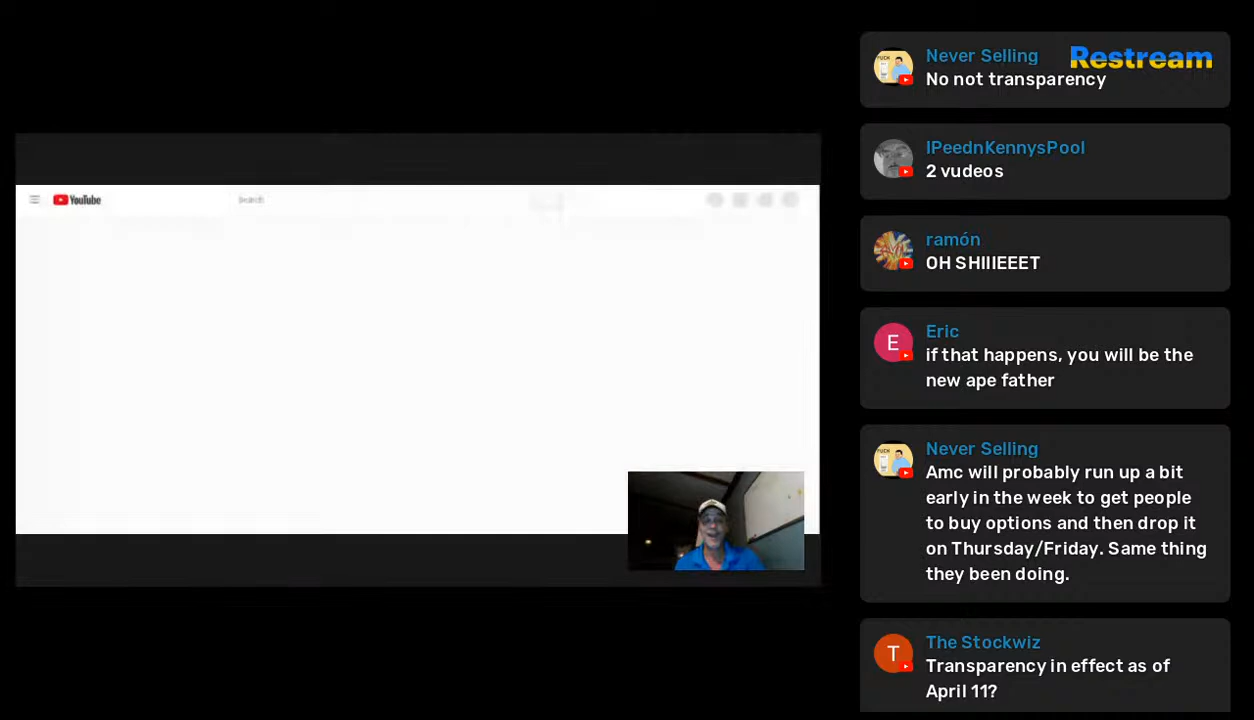 YouTube
Search
Never Selling
Restream
No not transparency
IPeednKennysPool
2 vudeos
ramón
OH SHIIIEEET
E
Eric
if that happens, you will be the
new ape father
Never Selling
Amc will probably run up a bit
early in the week to get people
to buy options and then drop it
on Thursday/Friday. Same thing
they been doing.
T
The Stockwiz
Transparency in effect as of
April 11?